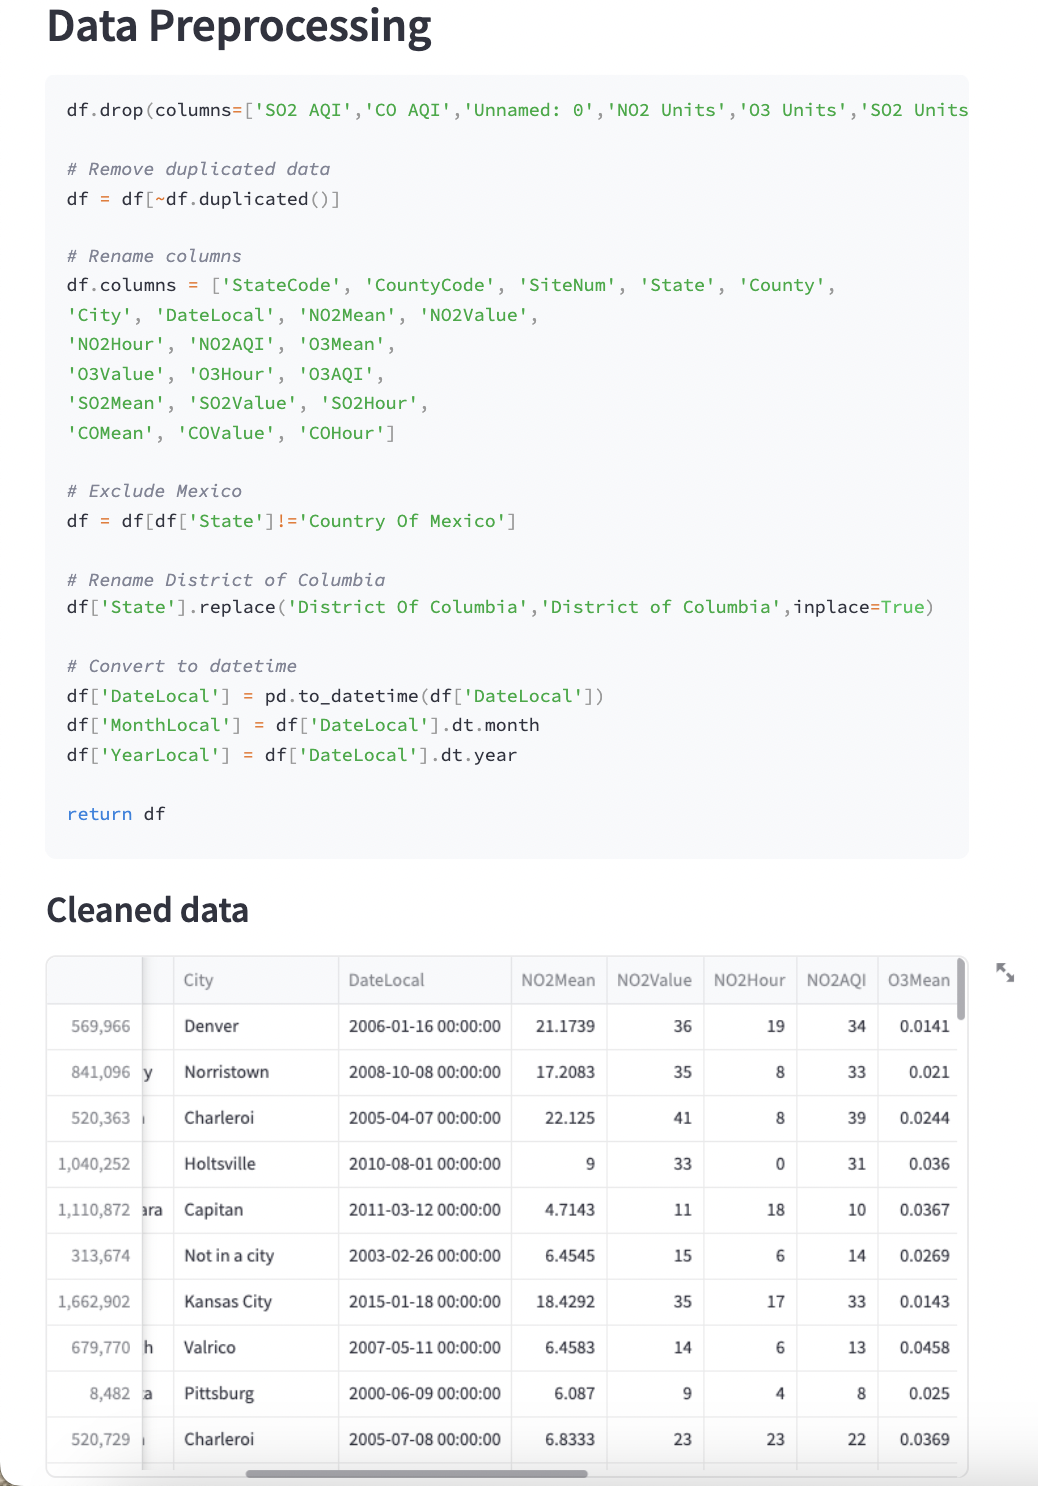 Data Preprocessing
df.drop(columns=['SO2 AQI','CO AQI','Unnamed: 0','NO2 Units','O3 Units','SO2 Units
# Remove duplicated data
df = df[~df.duplicated()]
# Rename columns
df.columns = ['StateCode', 'CountyCode', 'SiteNum', 'State', 'County',
'City', 'DateLocal', 'NO2Mean', 'NO2Value',
'NO2Hour', 'NO2AQI', 'O3Mean',
'O3Value', 'O3Hour', 'O3AQI',
'SO2Mean', 'SO2Value', 'SO2Hour',
'COMean', 'COValue', 'COHour']
# Exclude Mexico
df = df[df['State']!='Country Of Mexico']
# Rename District of Columbia
df['State'].replace('District Of Columbia','District of Columbia',inplace=True)
# Convert to datetime
df['DateLocal'] = pd.to_datetime(df['DateLocal'])
df['MonthLocal'] = df['DateLocal'].dt.month
df['YearLocal'] = df['DateLocal'].dt.year
return df
Cleaned data
City DateLocal NO2Mean NO2Value NO2Hour NO2AQI O3Mean
569,966 Denver 2006-01-16 00:00:00 21.1739 36 19 34 0.0141
841,096 y Norristown 2008-10-08 00:00:00 17.2083 35 8 33 0.021
520,363 Charleroi 2005-04-07 00:00:00 22.125 41 8 39 0.0244
1,040,252 Holtsville 2010-08-01 00:00:00 9 33 0 31 0.036
1,110,872 ara Capitan 2011-03-12 00:00:00 4.7143 11 18 10 0.0367
313,674 Not in a city 2003-02-26 00:00:00 6.4545 15 6 14 0.0269
1,662,902 Kansas City 2015-01-18 00:00:00 18.4292 35 17 33 0.0143
679,770 h Valrico 2007-05-11 00:00:00 6.4583 14 6 13 0.0458
8,482 a Pittsburg 2000-06-09 00:00:00 6.087 9 4 8 0.025
520,729 Charleroi 2005-07-08 00:00:00 6.8333 23 23 22 0.0369